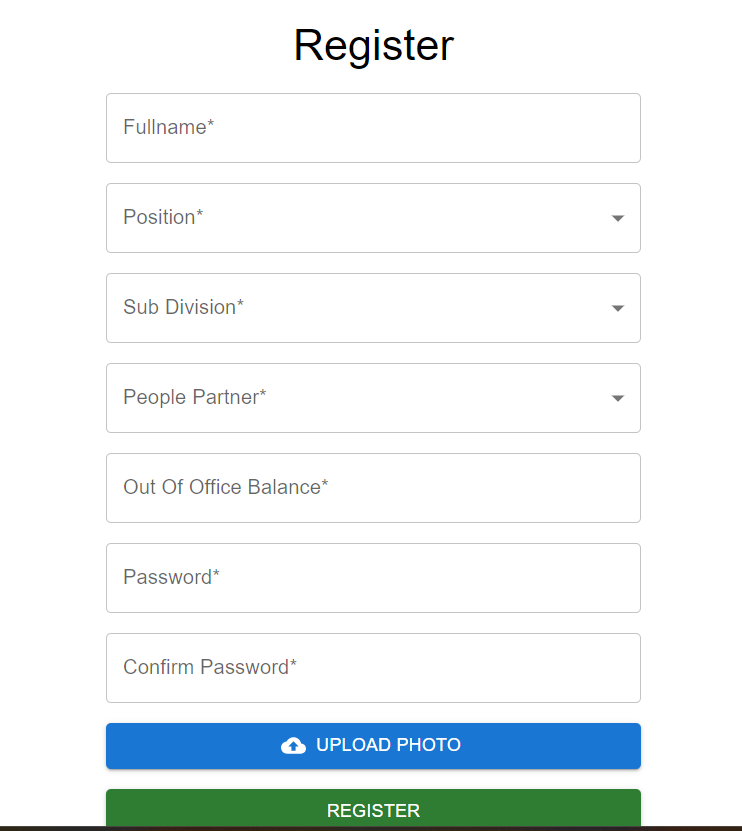 Register
Fullname*
Position*
Sub Division*
People Partner*
Out Of Office Balance*
Password*
Confirm Password*
UPLOAD PHOTO
REGISTER